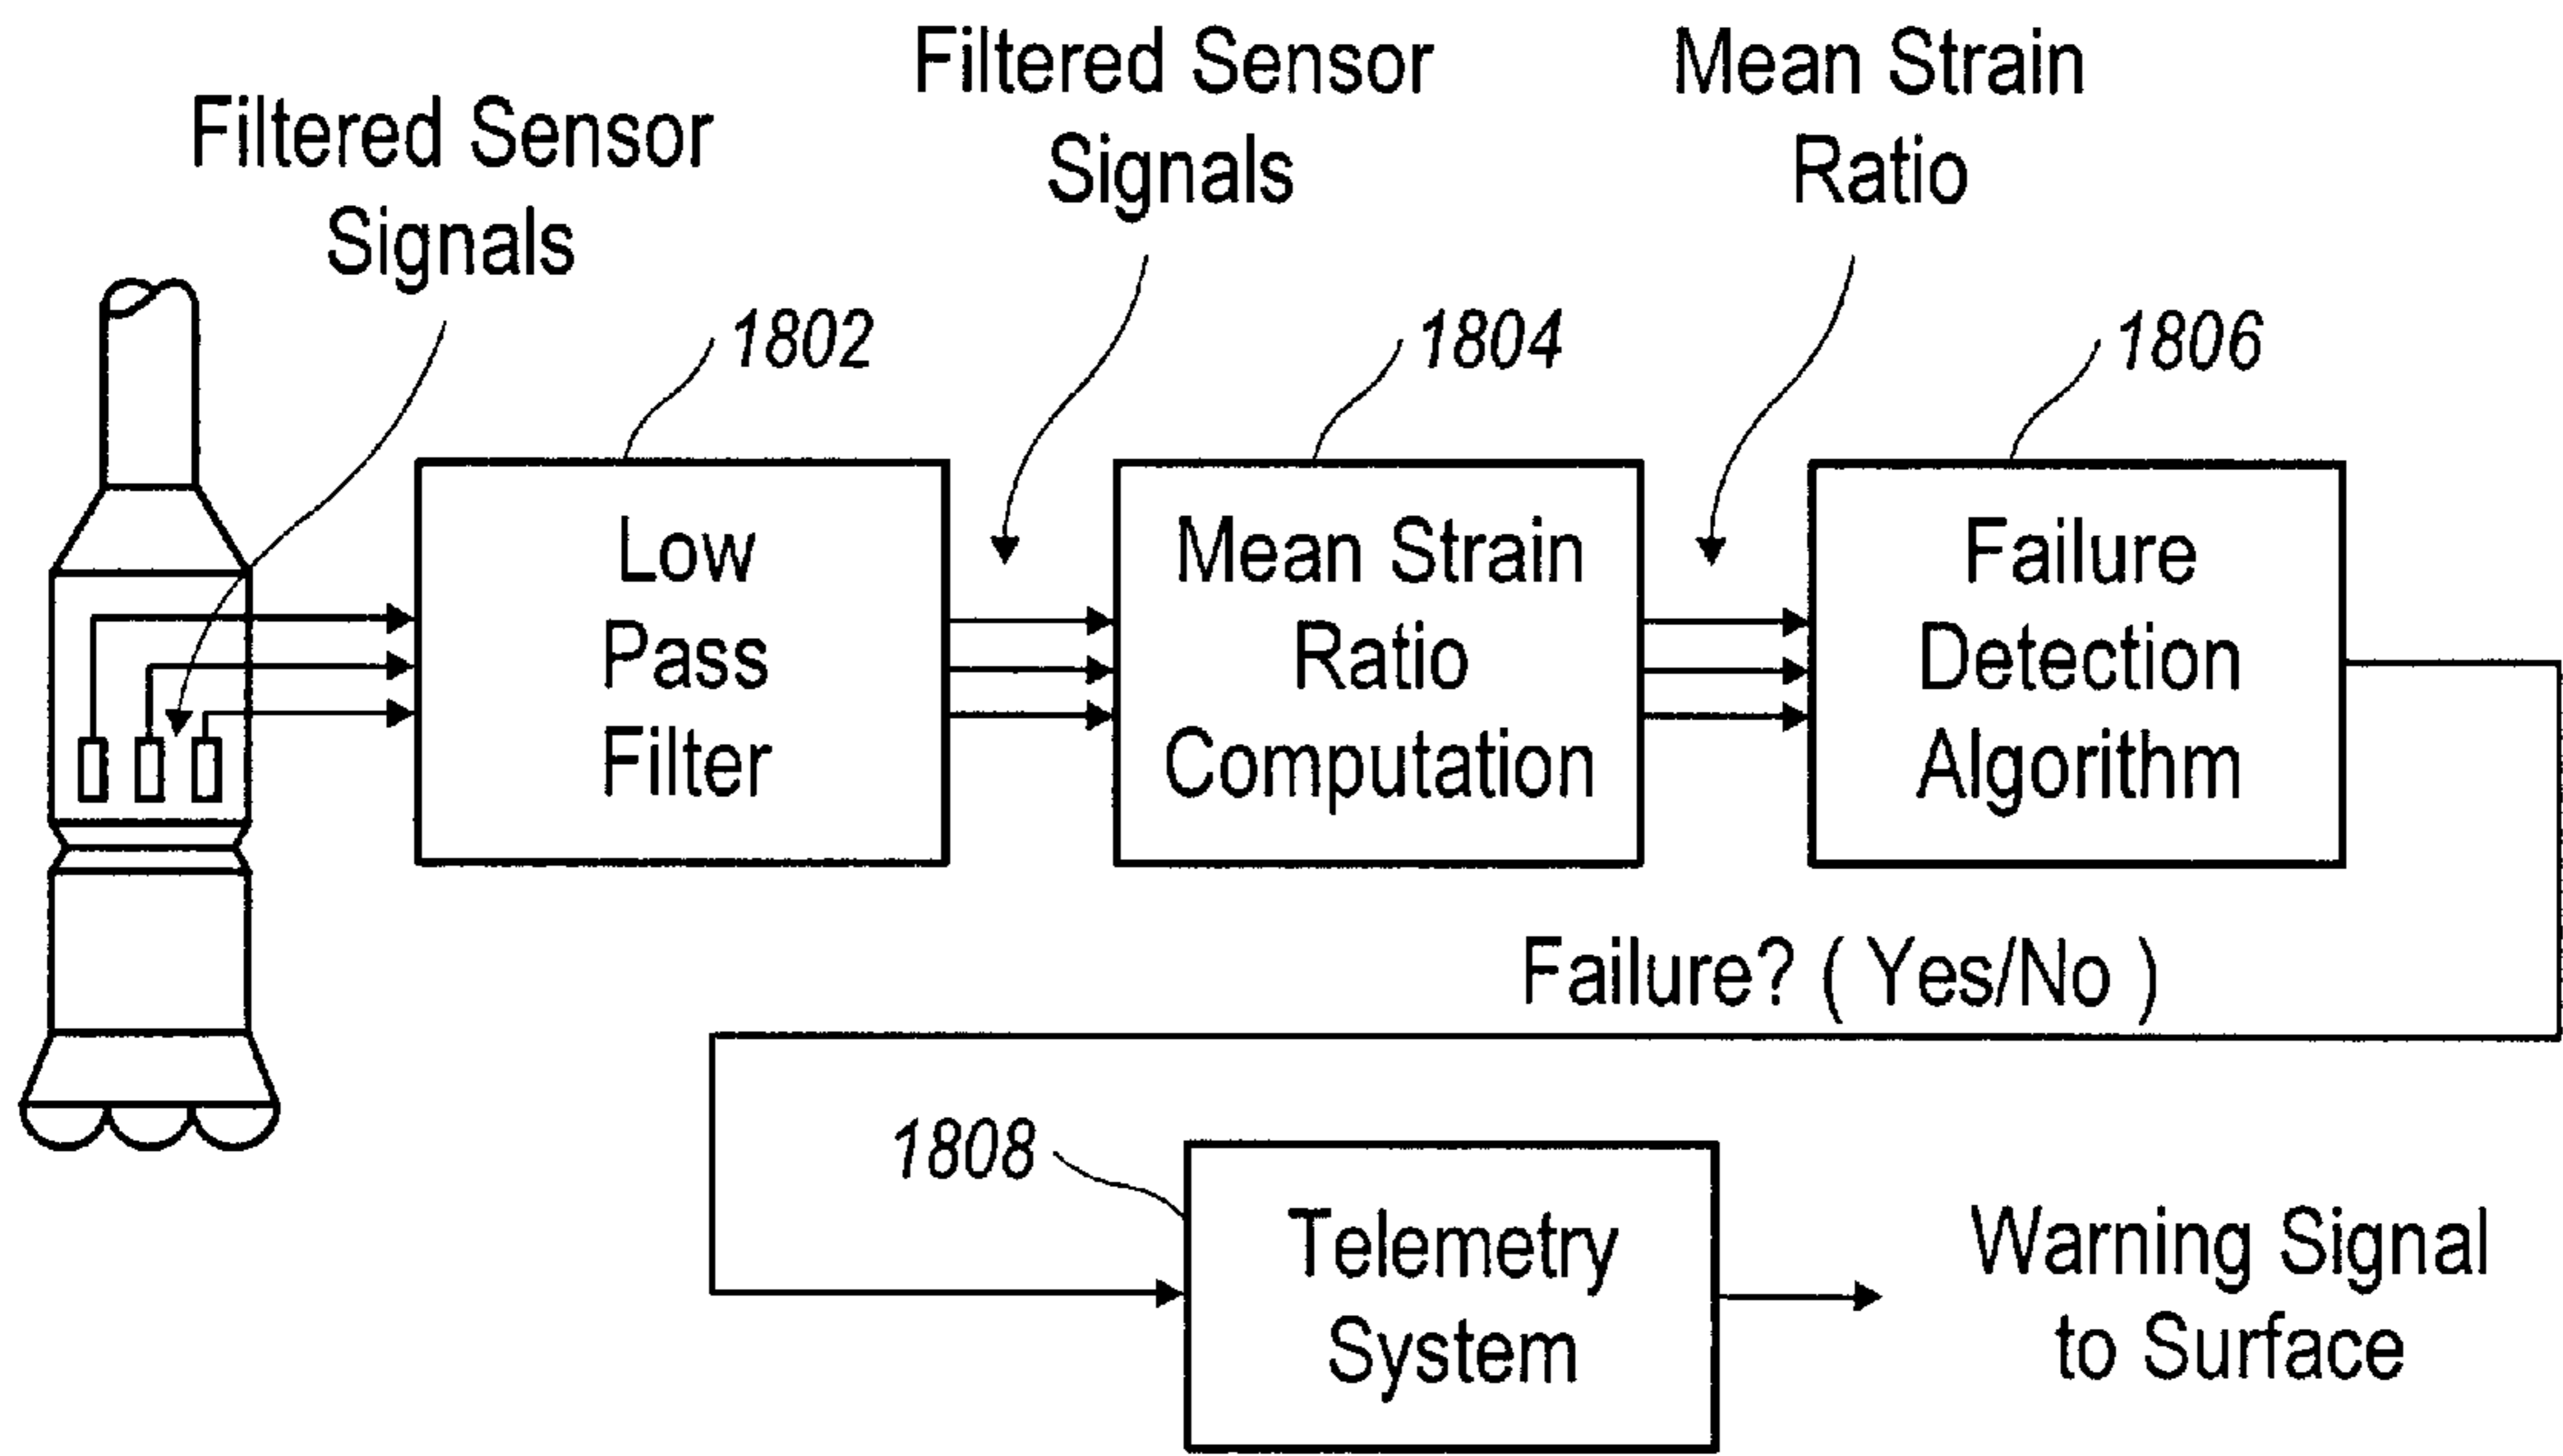 Filtered Sensor
Signals
Filtered Sensor
Signals
Mean Strain
Ratio
1802
1804
1806
Low
Pass
Filter
Mean Strain
Ratio
Computation
Failure
Detection
Algorithm
Failure? ( Yes/No )
1808
Telemetry
System
Warning Signal
to Surface